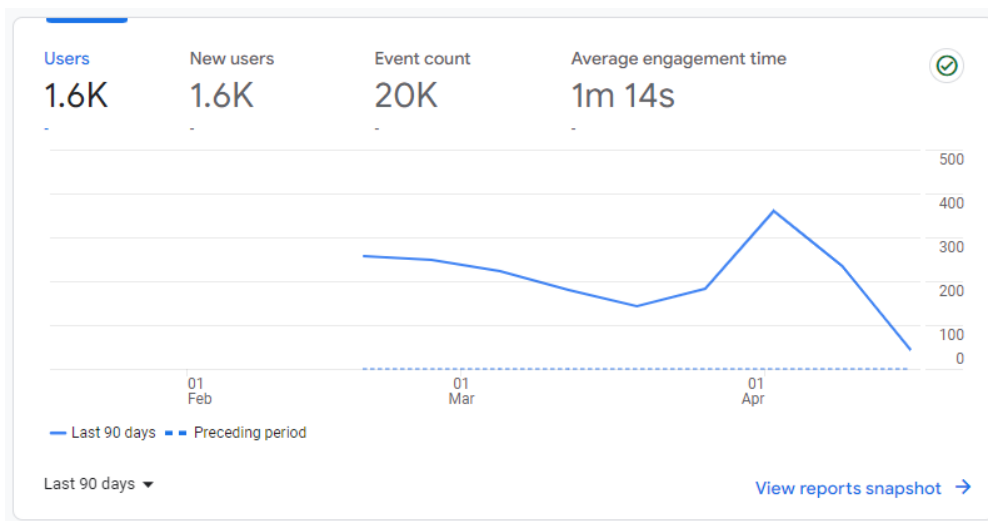 Users New users Event count Average engagement time
1.6K 1.6K 20K 1m 14s
- - - -
500
400
300
200
100
0
01 01 01
Feb Mar Apr
Last 90 days Preceding period
Last 90 days
View reports snapshot